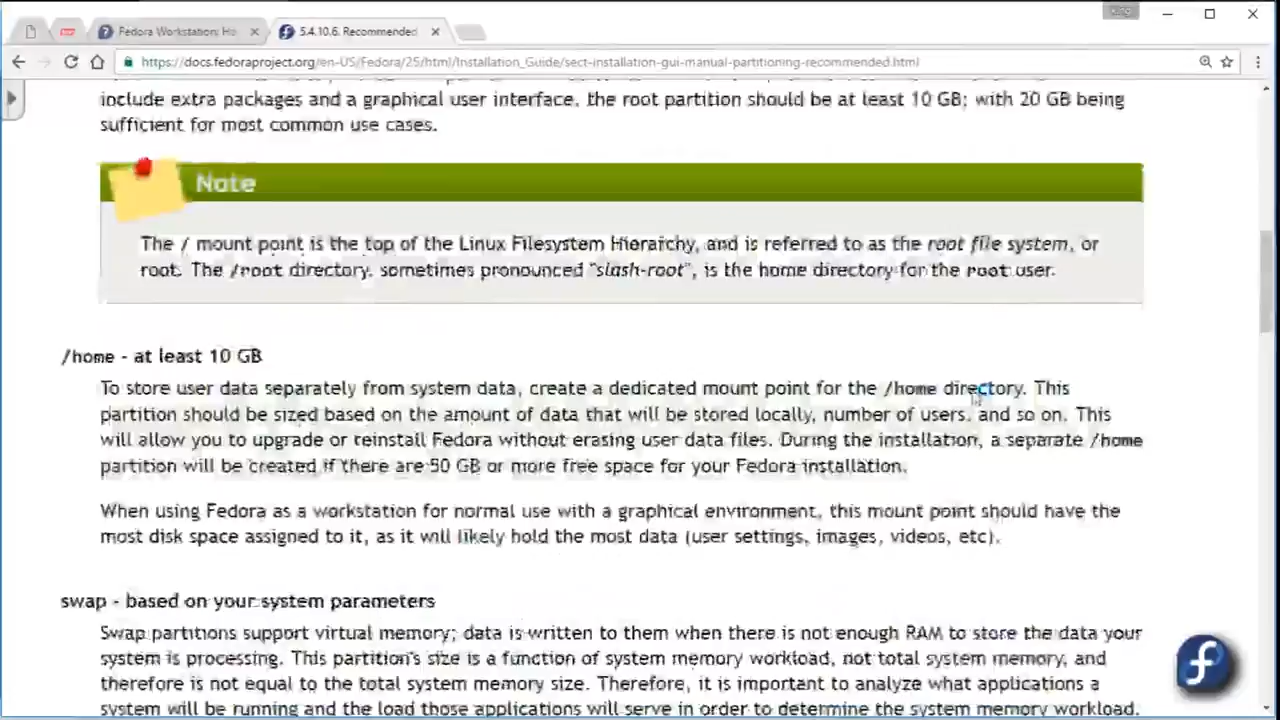 Fedora Workstation: Ho
5.4.10.6. Recommended
https://docs.fedoraproject.org/en-US/Fedora/25/html/Installation_Guide/sect-installation-gui-manual-partitioning-recommended.html
include extra packages and a graphical user interface, the root partition should be at least 10 GB; with 20 GB being
sufficient for most common use cases.
Note
The / mount point is the top of the Linux Filesystem Hierarchy, and is referred to as the root file system, or
root. The /root directory, sometimes pronounced "slash-root", is the home directory for the root user.
/home - at least 10 GB
To store user data separately from system data, create a dedicated mount point for the /home directory. This
partition should be sized based on the amount of data that will be stored locally, number of users, and so on. This
will allow you to upgrade or reinstall Fedora without erasing user data files. During the installation, a separate /home
partition will be created if there are 50 GB or more free space for your Fedora installation.
When using Fedora as a workstation for normal use with a graphical environment, this mount point should have the
most disk space assigned to it, as it will likely hold the most data (user settings, images, videos, etc).
swap - based on your system parameters
Swap partitions support virtual memory; data is written to them when there is not enough RAM to store the data your
system is processing. This partition's size is a function of system memory workload, not total system memory, and
therefore is not equal to the total system memory size. Therefore, it is important to analyze what applications a
system will be running and the load those applications will serve in order to determine the system memory workload.